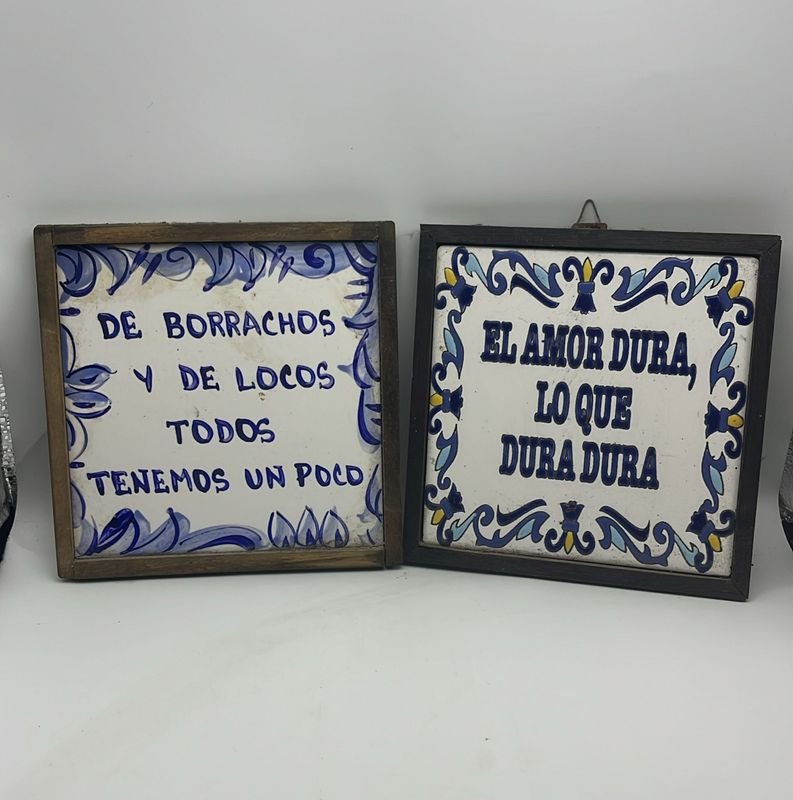 DE BORRACHOS
Y DE LOCOS
TODOS
TENEMOS UN POCO
EL AMOR DURA,
LO QUE
DURA DURA